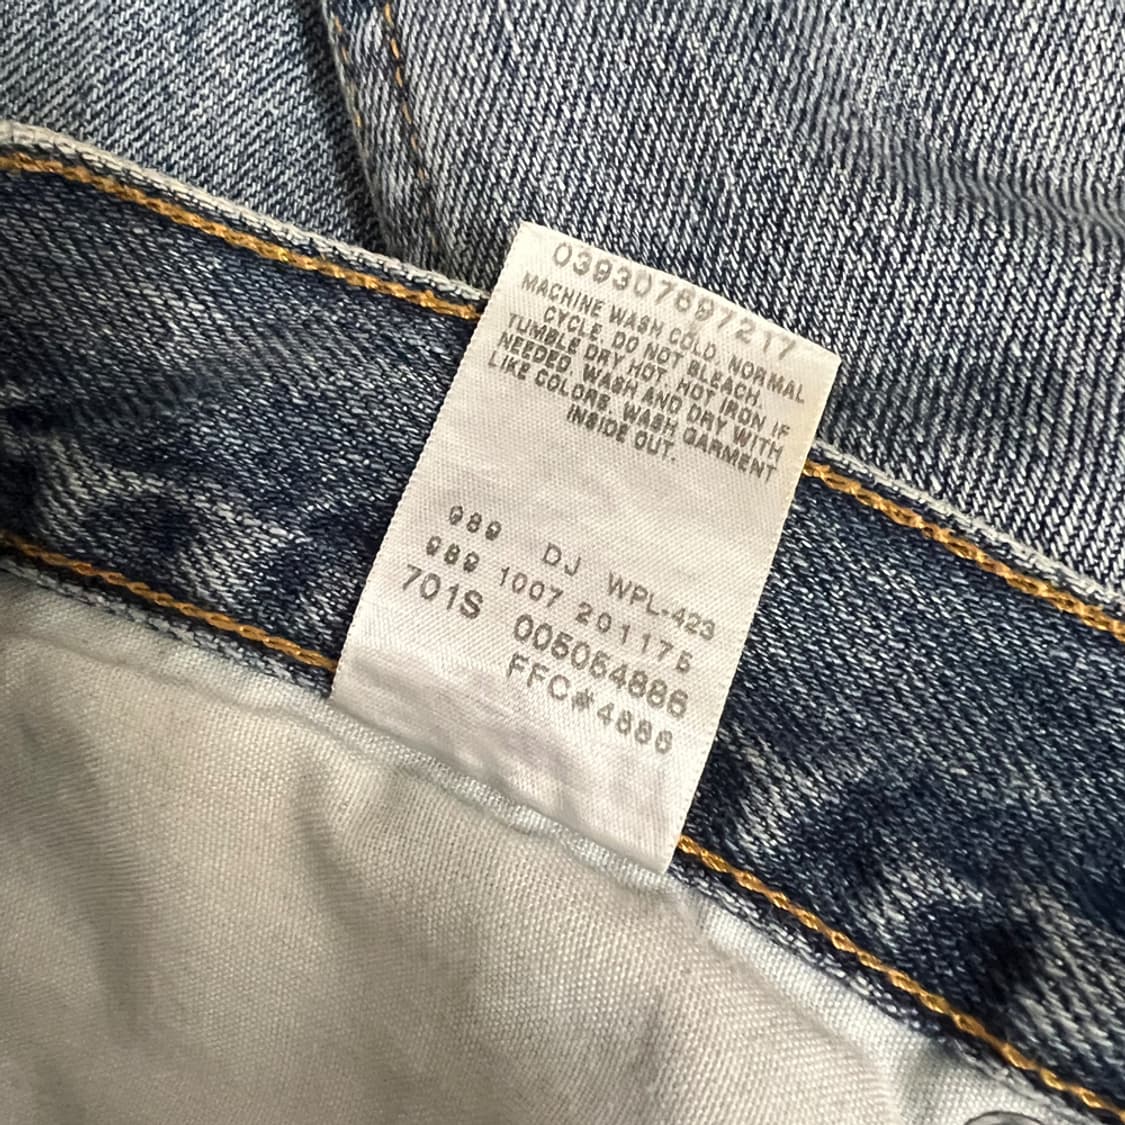 039307697217
MACHINE WASH COLD. NORMAL
CYCLE. DO NOT BLEACH.
TUMBLE DRY HOT. HOT IRON IF
NEEDED. WASH AND DRY WITH
LIKE COLORS. WASH GARMENT
INSIDE OUT.
989 DJ WPL-423
989 1007 201175
701S 005054886
FFC#4886